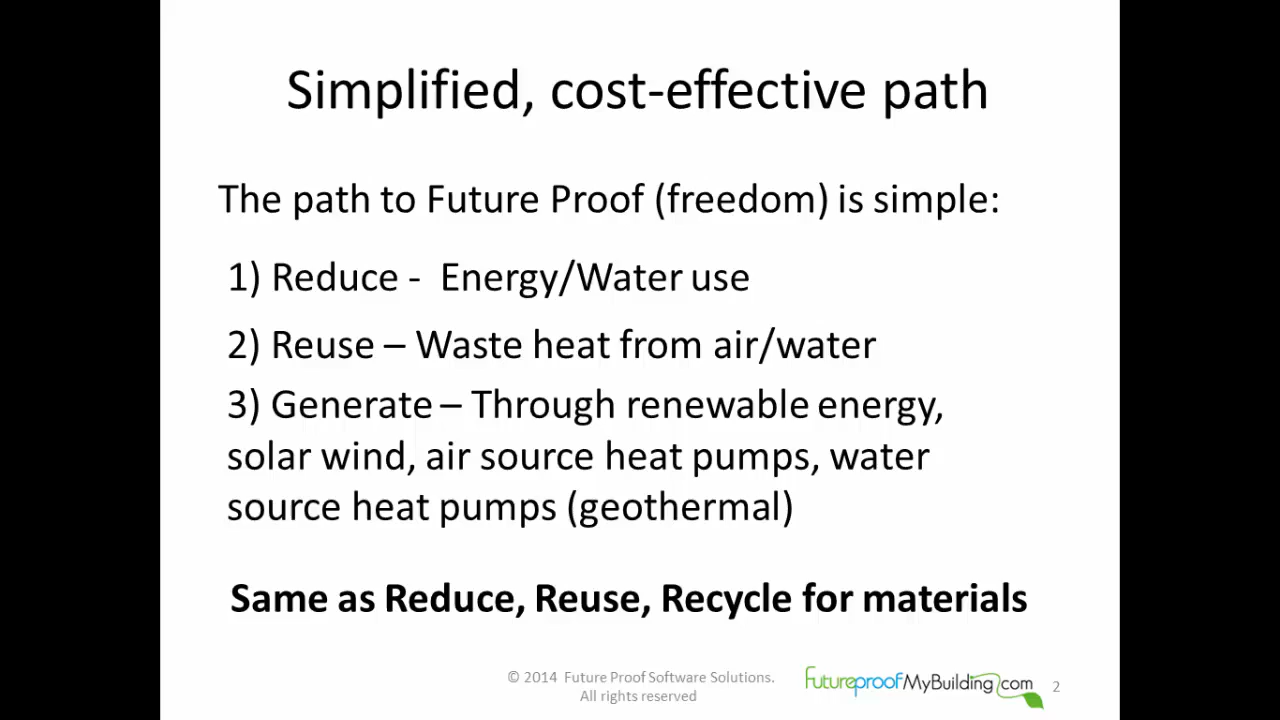 Simplified, cost-effective path
The path to Future Proof (freedom) is simple:
1) Reduce - Energy/Water use
2) Reuse – Waste heat from air/water
3) Generate – Through renewable energy,
solar wind, air source heat pumps, water
source heat pumps (geothermal)
Same as Reduce, Reuse, Recycle for materials
© 2014 Future Proof Software Solutions.
All rights reserved
futureproofMyBuilding.com
2